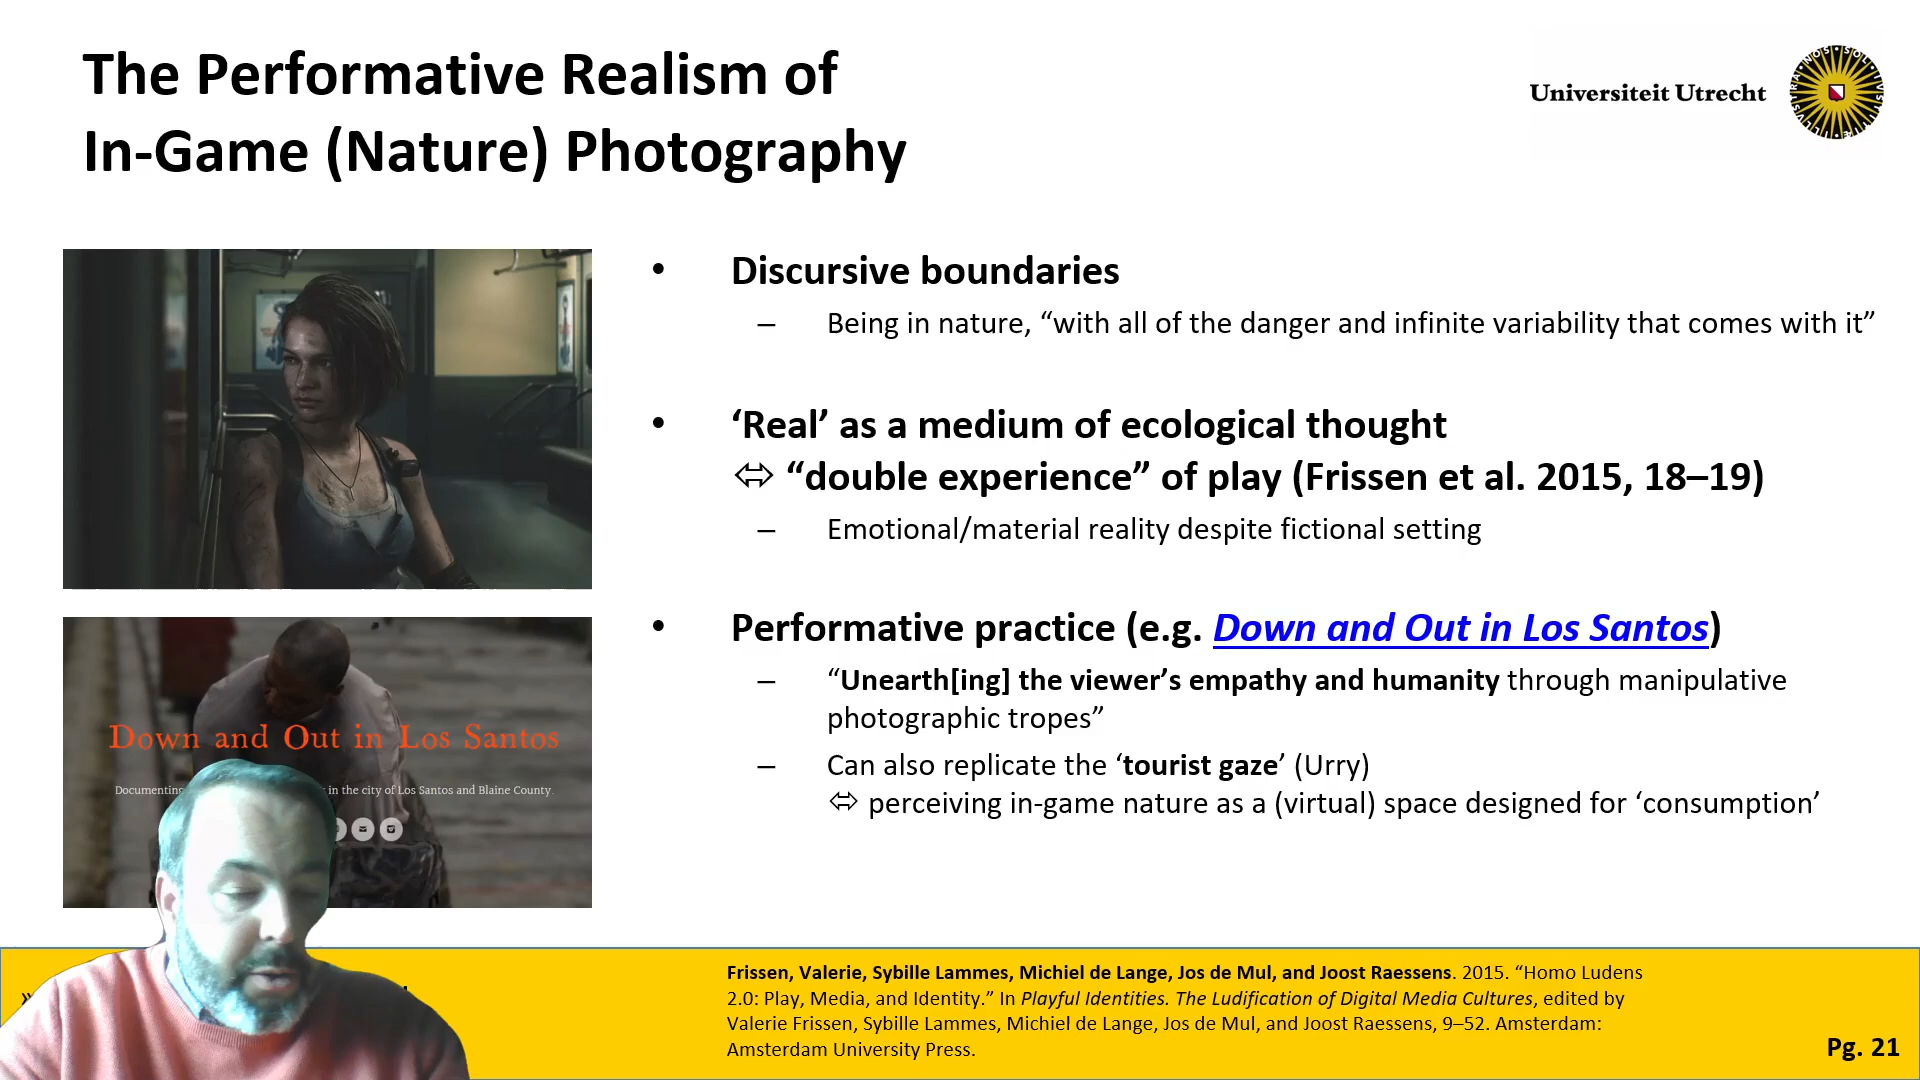 The Performative Realism of
In-Game (Nature) Photography
Universiteit Utrecht
• Discursive boundaries
– Being in nature, “with all of the danger and infinite variability that comes with it”
• ‘Real’ as a medium of ecological thought
⬄ “double experience” of play (Frissen et al. 2015, 18–19)
– Emotional/material reality despite fictional setting
• Performative practice (e.g. Down and Out in Los Santos)
– “Unearth[ing] the viewer’s empathy and humanity through manipulative
photographic tropes”
– Can also replicate the ‘tourist gaze’ (Urry)
⬄ perceiving in-game nature as a (virtual) space designed for ‘consumption’
Down and Out in Los Santos
Documenting in the city of Los Santos and Blaine County.
Frissen, Valerie, Sybille Lammes, Michiel de Lange, Jos de Mul, and Joost Raessens. 2015. “Homo Ludens
2.0: Play, Media, and Identity.” In Playful Identities. The Ludification of Digital Media Cultures, edited by
Valerie Frissen, Sybille Lammes, Michiel de Lange, Jos de Mul, and Joost Raessens, 9–52. Amsterdam:
Amsterdam University Press.
Pg. 21